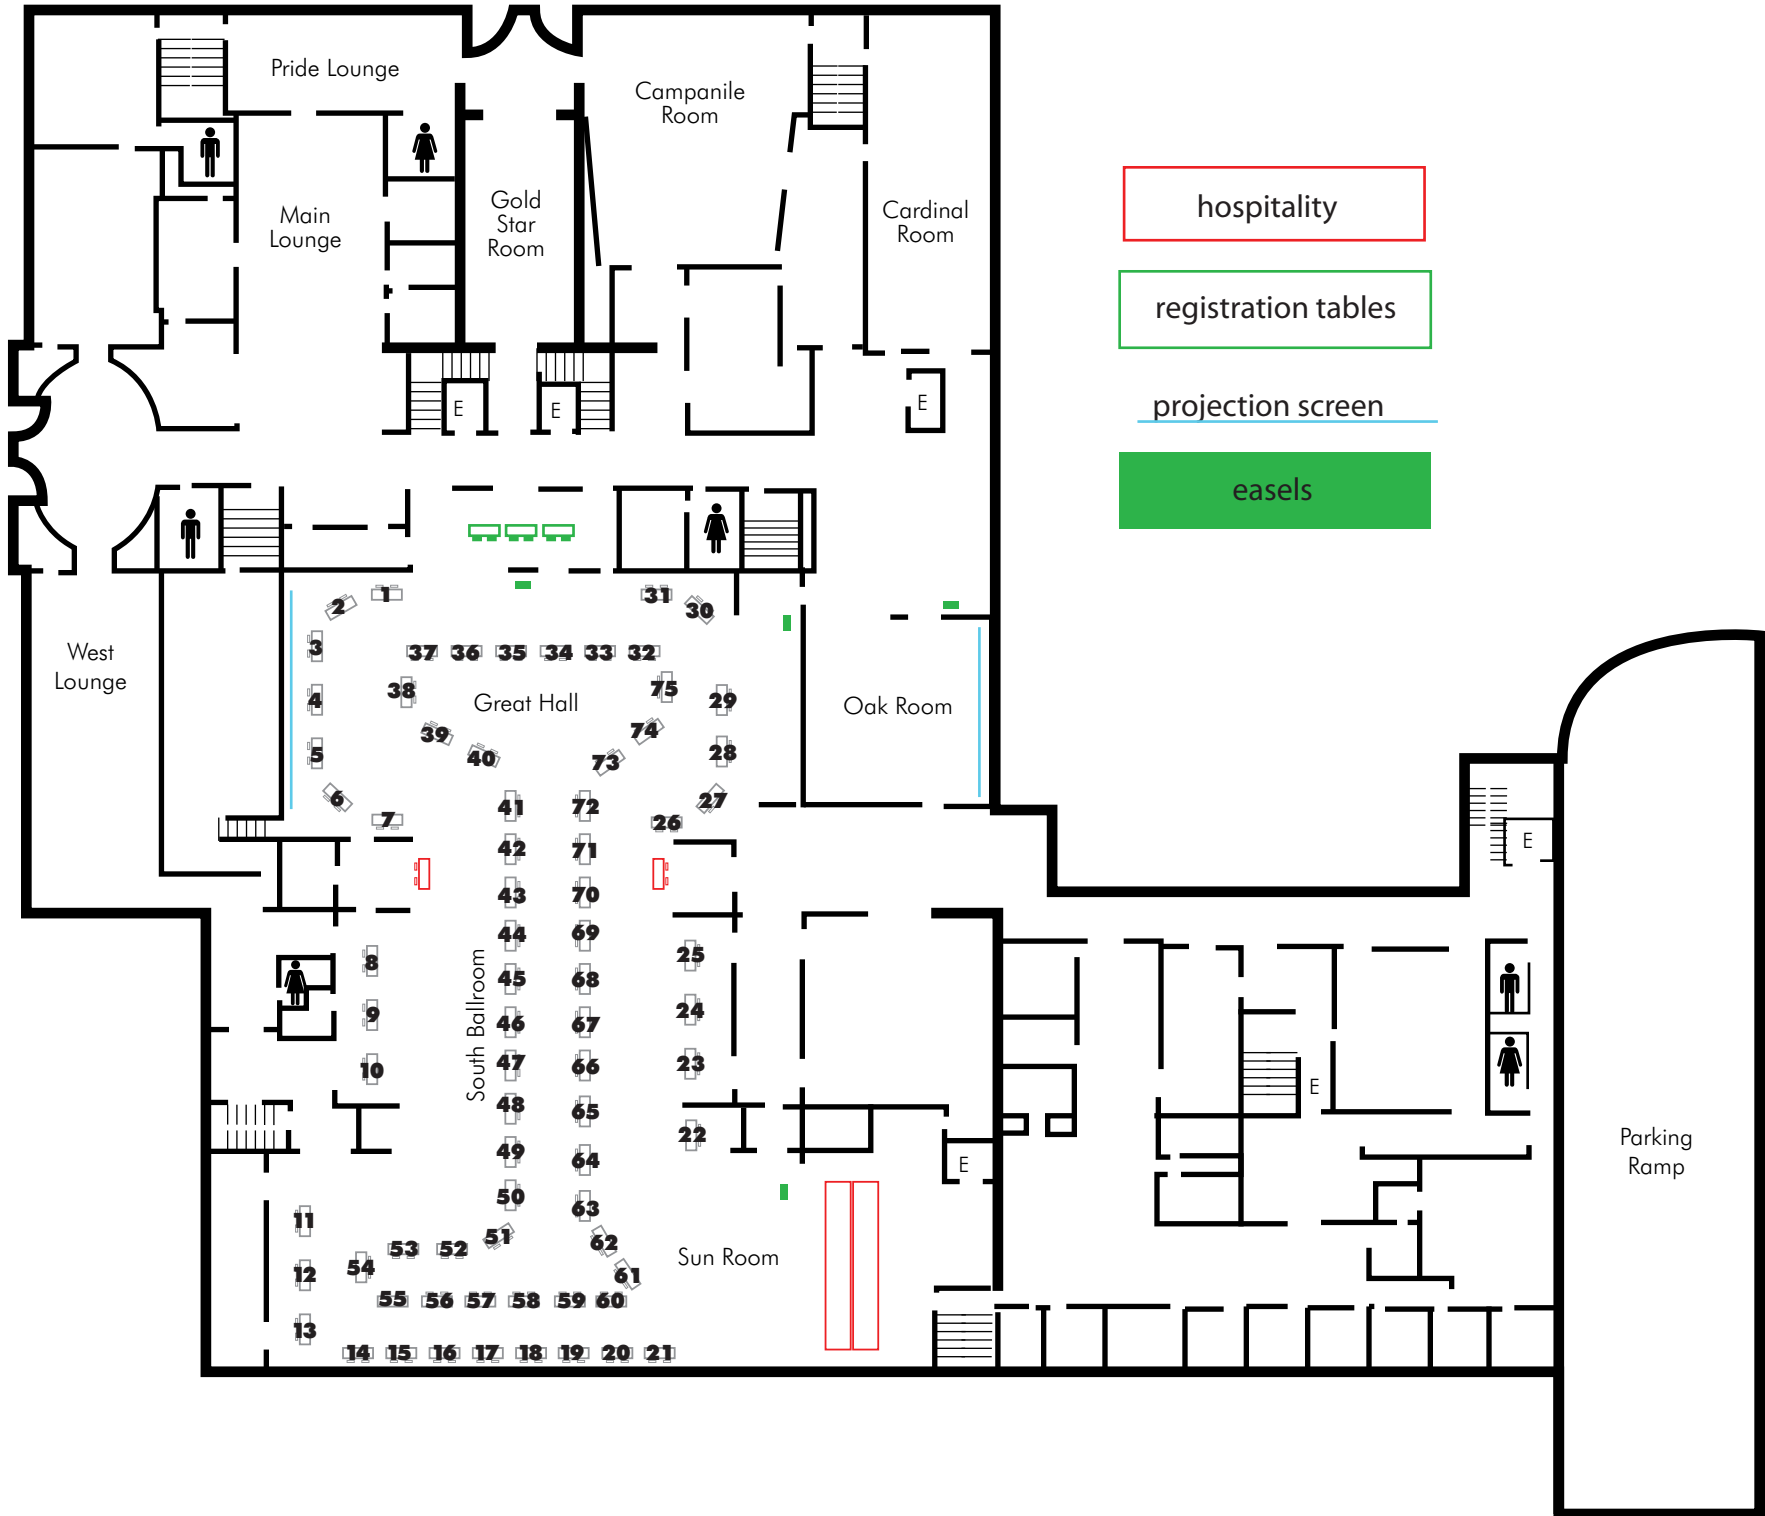 Pride Lounge
Campanile
Room
Main
Lounge
Gold
Star
Room
Cardinal
Room
hospitality
registration tables
projection screen
easels
E
E
E
1
2
31
30
3
37
36
35
34
33
32
West
Lounge
4
38
Great Hall
75
29
Oak Room
5
39
40
74
73
28
6
7
41
72
26
27
42
71
E
43
70
44
69
8
45
68
25
9
46
67
24
South Ballroom
10
47
66
23
E
48
65
22
49
64
E
Parking
Ramp
50
63
11
51
62
53
52
Sun Room
12
54
61
55
56
57
58
59
60
13
14
15
16
17
18
19
20
21